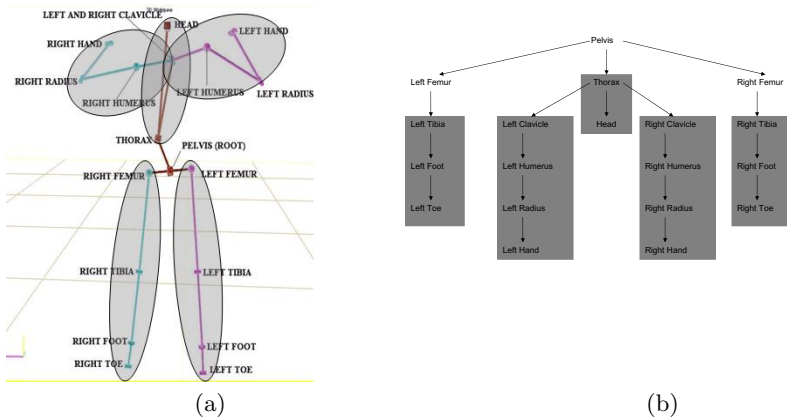 LEFT AND RIGHT CLAVICLE
HEAD
RIGHT HAND
LEFT HAND
RIGHT RADIUS
RIGHT HUMERUS
LEFT HUMERUS
LEFT RADIUS
THORAX
PELVIS (ROOT)
RIGHT FEMUR
LEFT FEMUR
RIGHT TIBIA
LEFT TIBIA
RIGHT FOOT
LEFT FOOT
RIGHT TOE
LEFT TOE
(a)
Pelvis
Left Femur
Thorax
Right Femur
Left Tibia
Left Clavicle
Head
Right Clavicle
Right Tibia
Left Foot
Left Humerus
Right Humerus
Right Foot
Left Toe
Left Radius
Right Radius
Right Toe
Left Hand
Right Hand
(b)